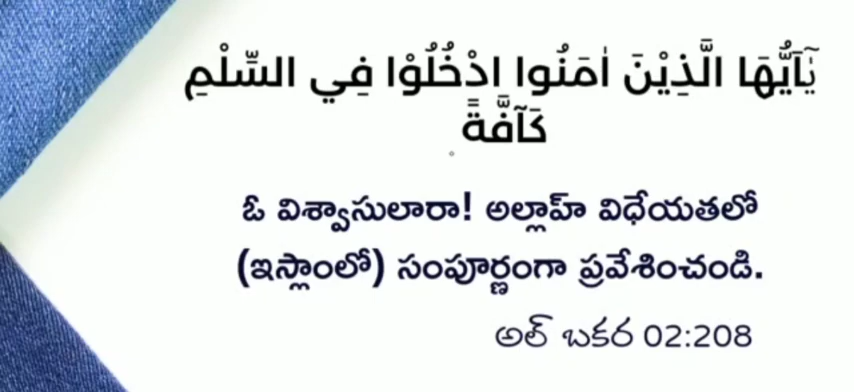 يٰٓاَيُّهَا الَّذِيْنَ اٰمَنُوا ادْخُلُوْا فِي السِّلْمِ
كَآفَّةً
ఓ విశ్వాసులారా! అల్లాహ్ విధేయతలో
(ఇస్లాంలో) సంపూర్ణంగా ప్రవేశించండి.
అల్ బకర 02:208